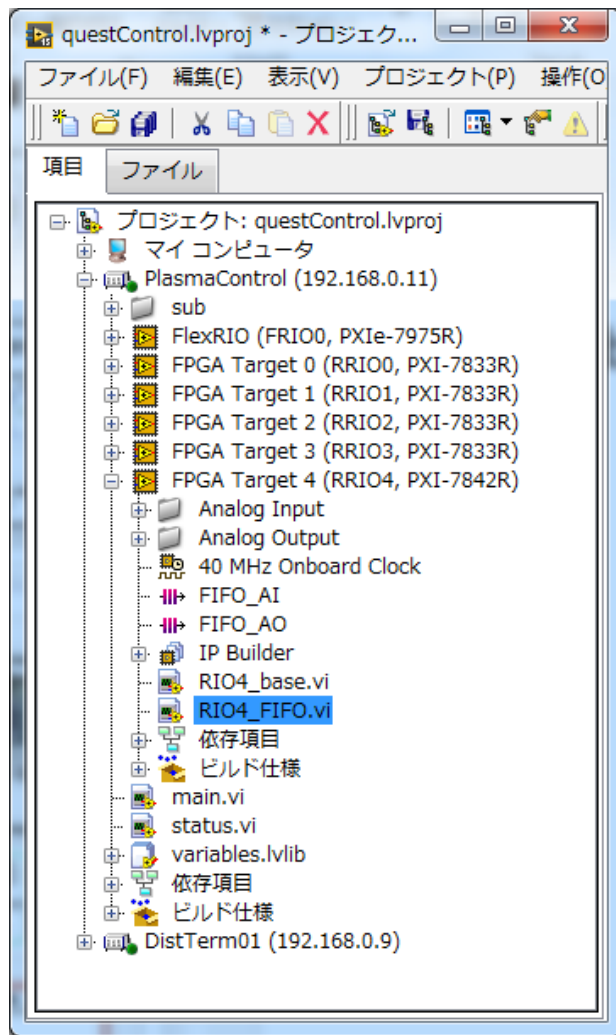 questControl.lvproj * - プロジェク...
ファイル(F) 編集(E) 表示(V) プロジェクト(P) 操作(O
項目 ファイル
プロジェクト: questControl.lvproj
マイ コンピュータ
PlasmaControl (192.168.0.11)
sub
FlexRIO (FRIO0, PXIe-7975R)
FPGA Target 0 (RRIO0, PXI-7833R)
FPGA Target 1 (RRIO1, PXI-7833R)
FPGA Target 2 (RRIO2, PXI-7833R)
FPGA Target 3 (RRIO3, PXI-7833R)
FPGA Target 4 (RRIO4, PXI-7842R)
Analog Input
Analog Output
40 MHz Onboard Clock
FIFO_AI
FIFO_AO
IP Builder
RIO4_base.vi
RIO4_FIFO.vi
依存項目
ビルド仕様
main.vi
status.vi
variables.lvlib
依存項目
ビルド仕様
DistTerm01 (192.168.0.9)